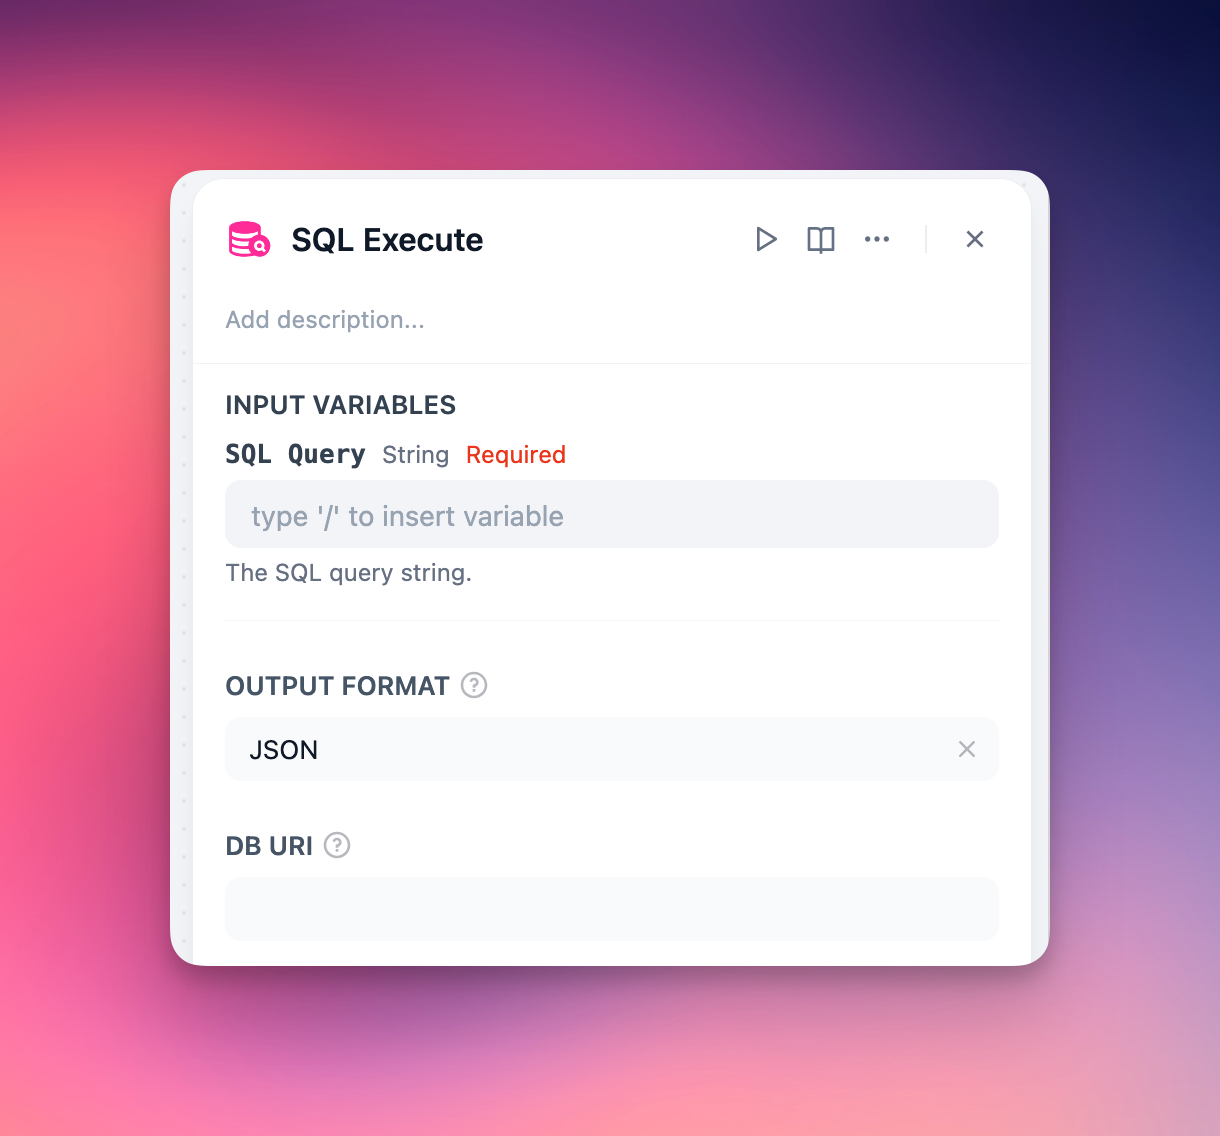 SQL Execute
Add description...
INPUT VARIABLES
SQL Query String Required
type '/' to insert variable
The SQL query string.
OUTPUT FORMAT
JSON
DB URI